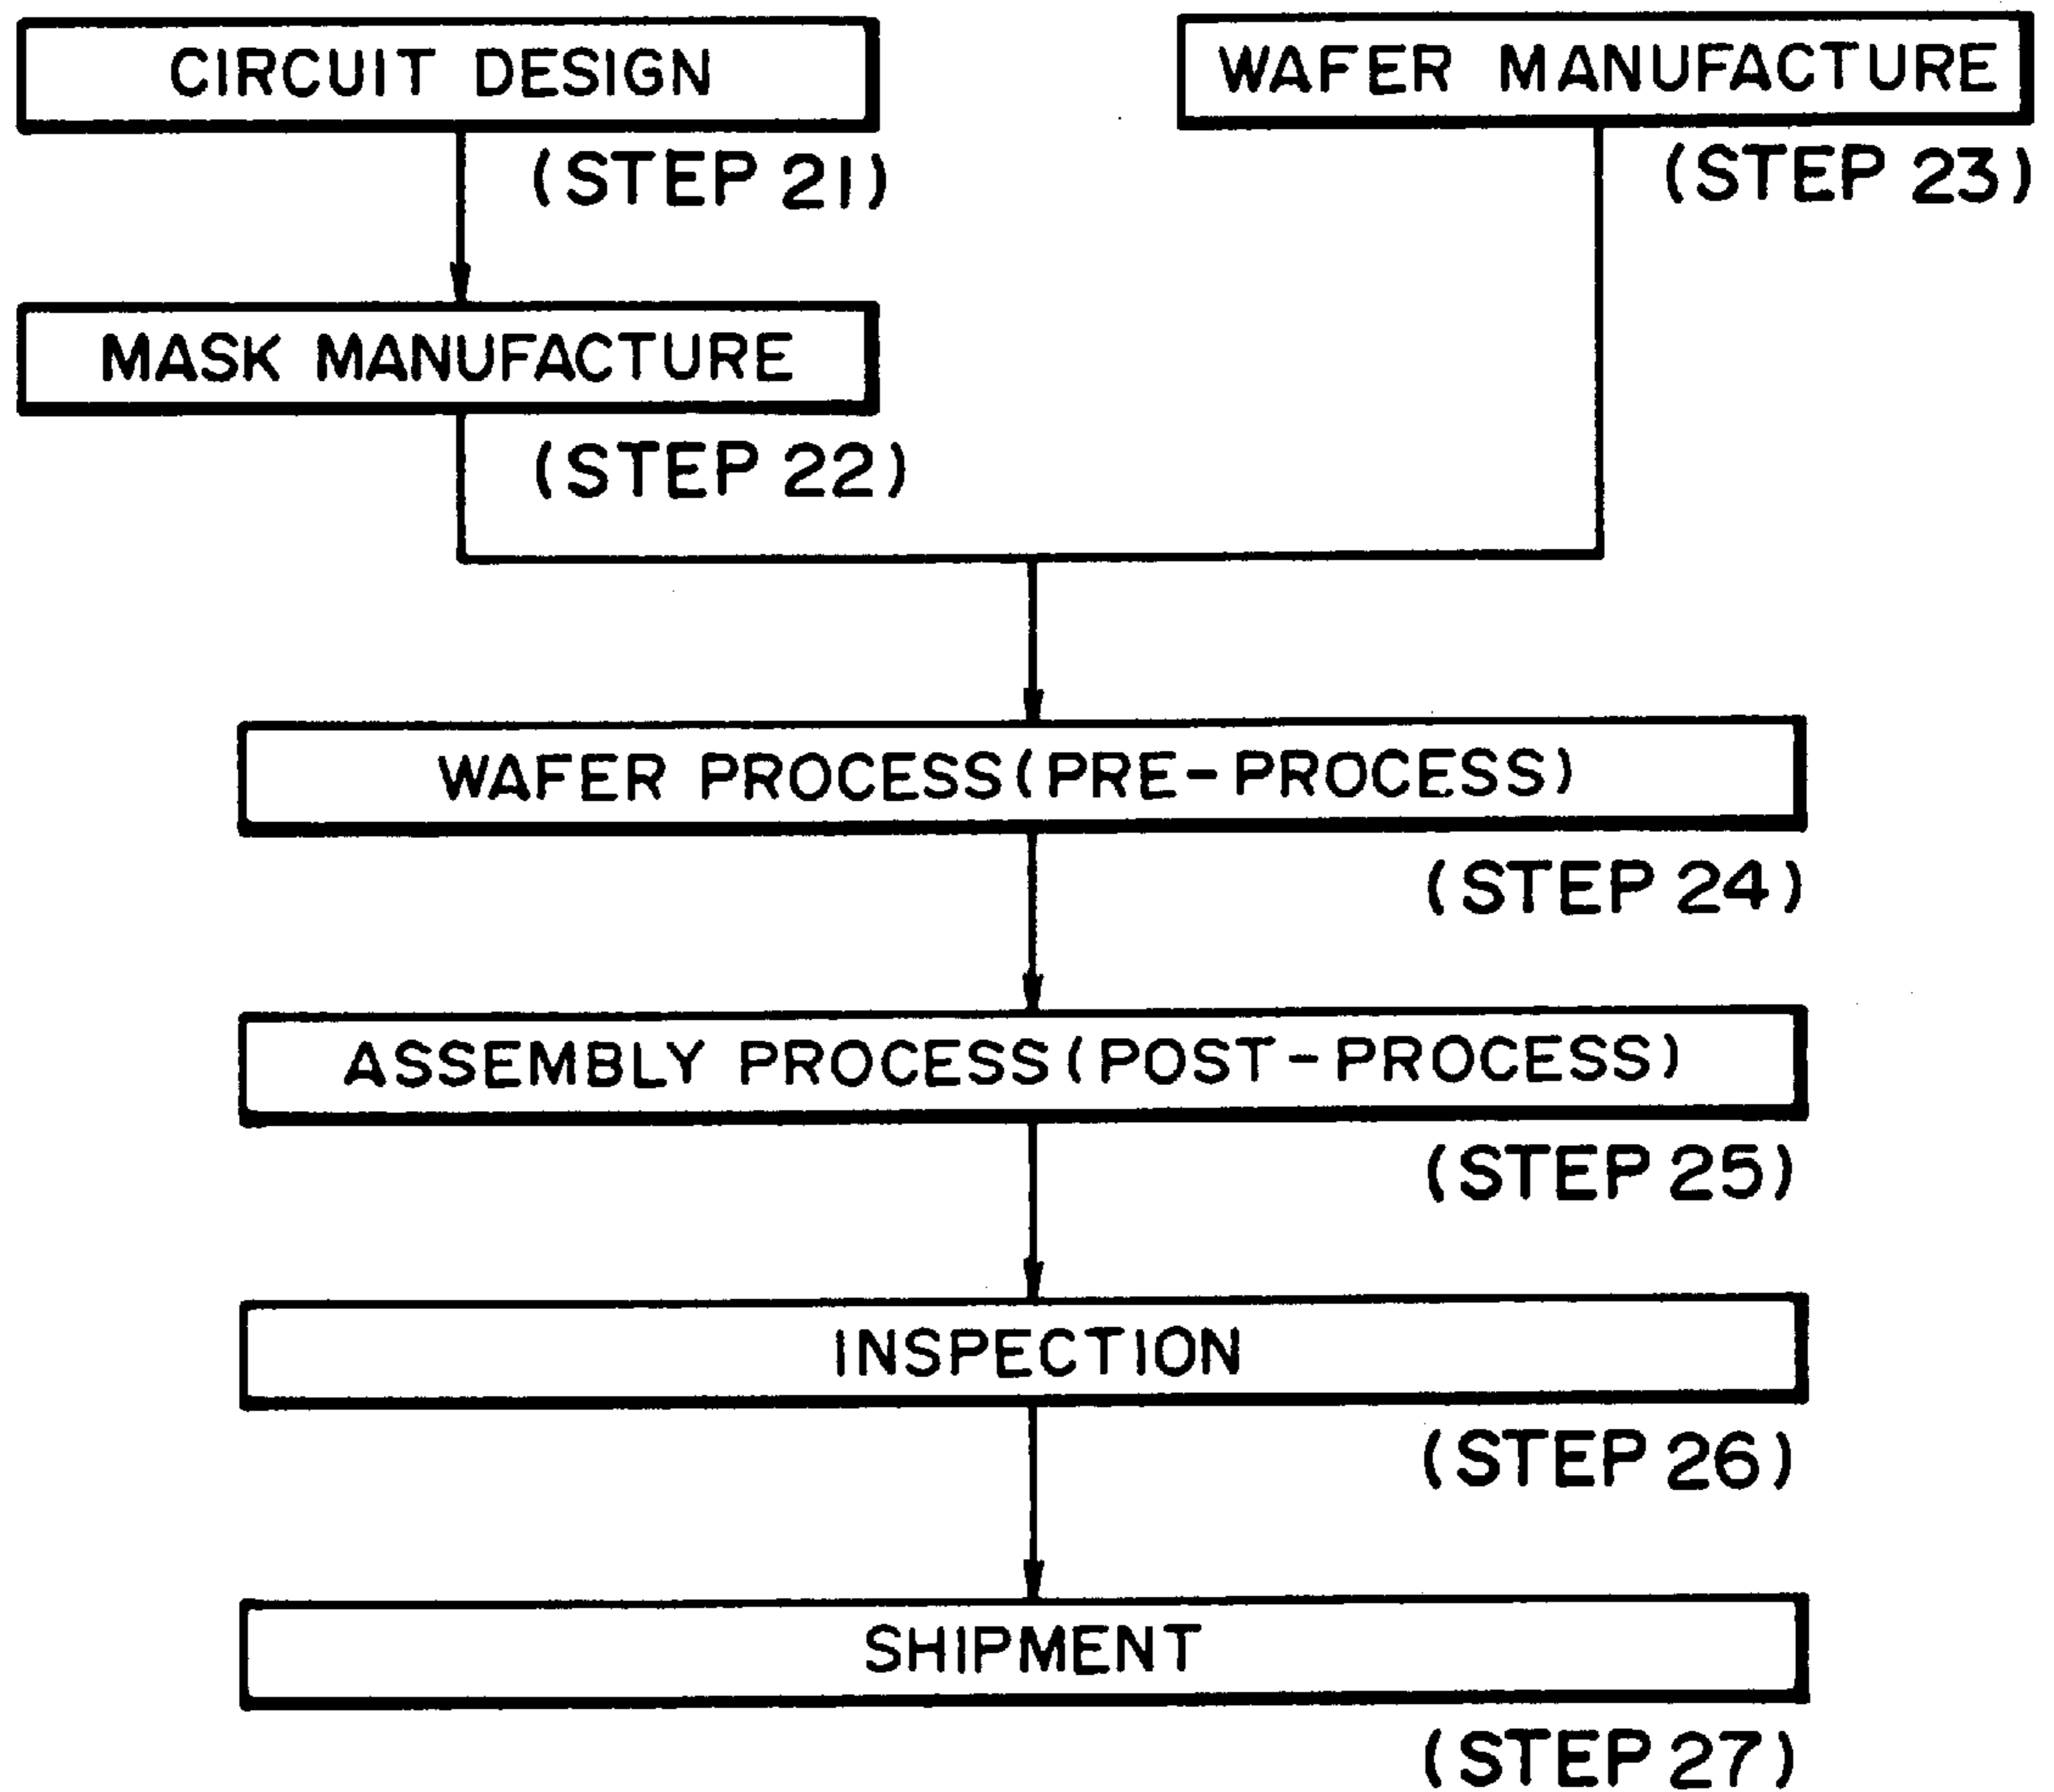 CIRCUIT DESIGN
(STEP 21)
WAFER MANUFACTURE
(STEP 23)
MASK MANUFACTURE
(STEP 22)
WAFER PROCESS(PRE-PROCESS)
(STEP 24)
ASSEMBLY PROCESS(POST-PROCESS)
(STEP 25)
INSPECTION
(STEP 26)
SHIPMENT
(STEP 27)